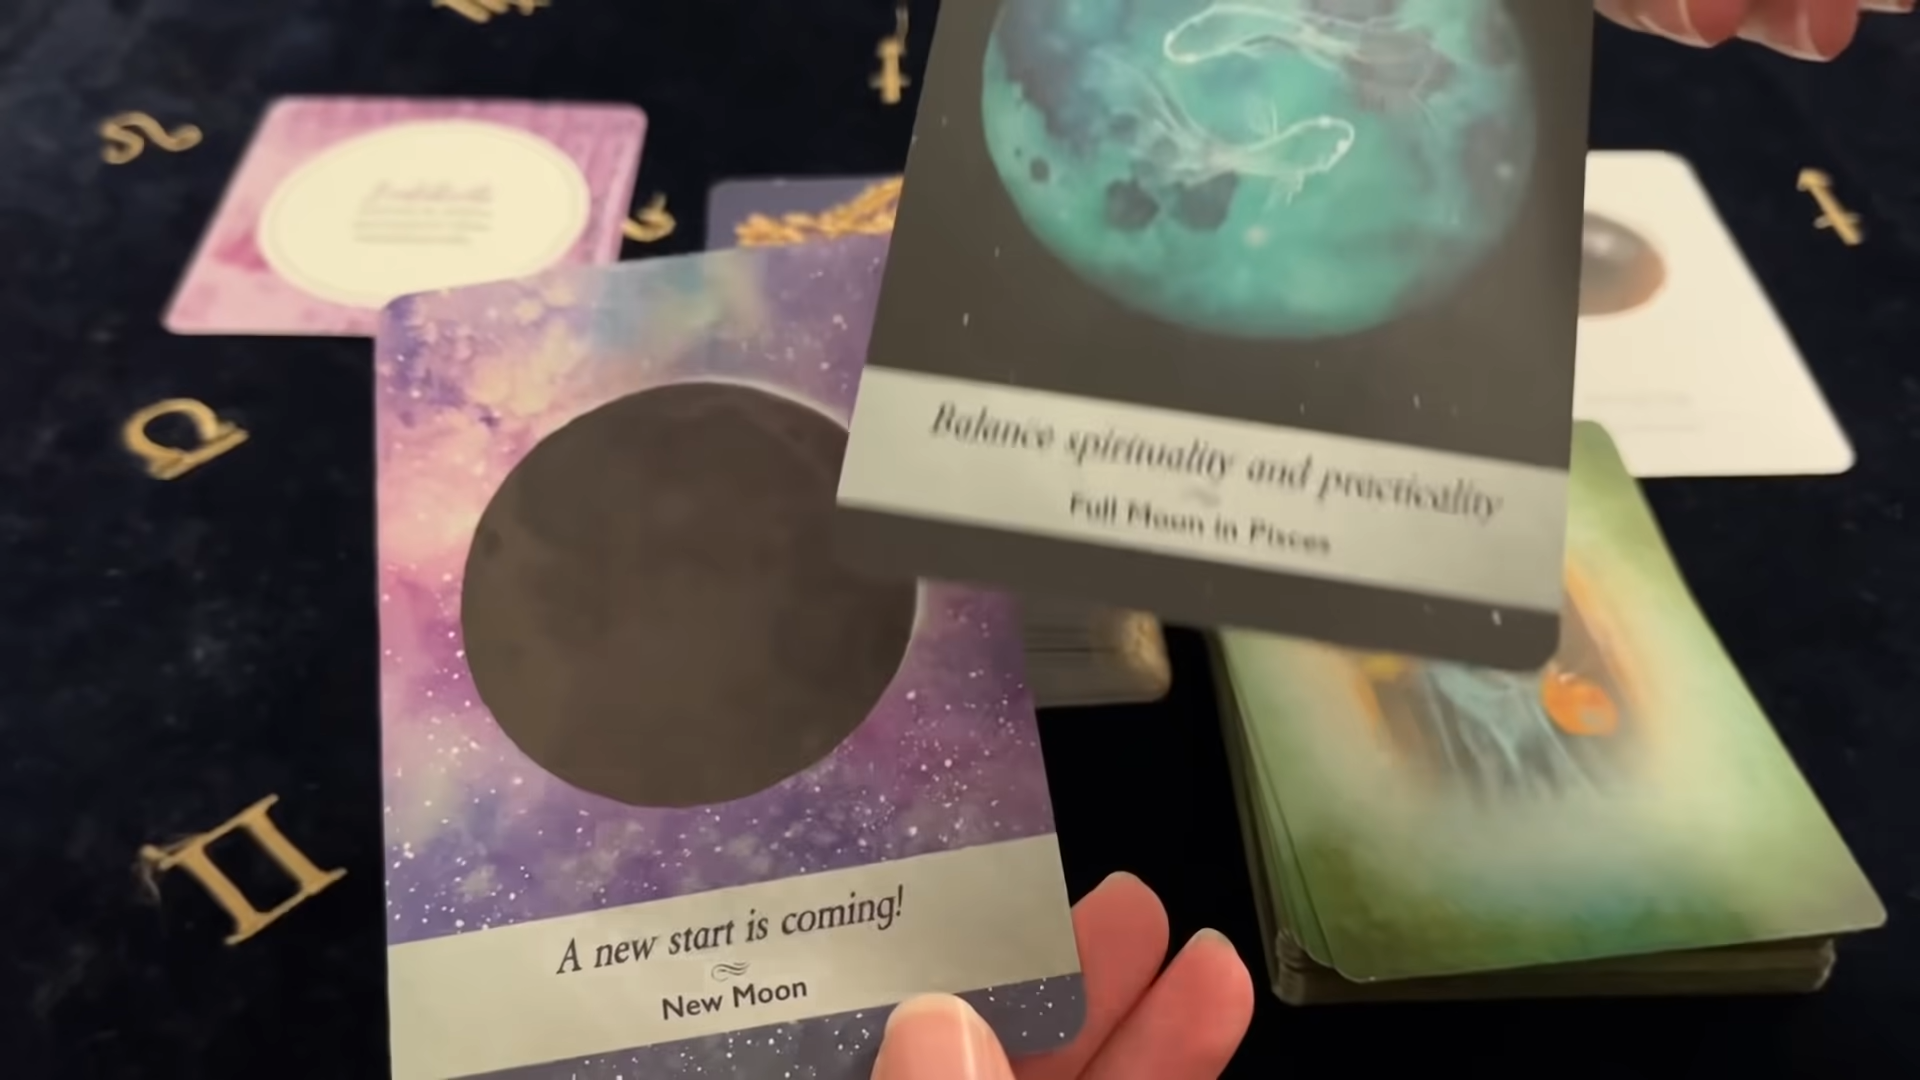 Balance spirituality and practicality
Full Moon in Pisces
A new start is coming!
New Moon